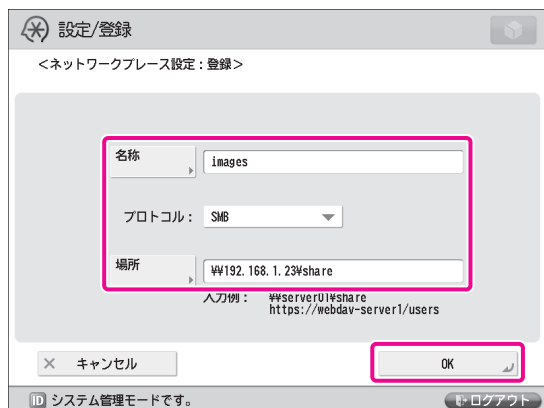 設定/登録
<ネットワークプレース設定：登録>
名称
images
プロトコル：
SMB
場所
¥¥192.168.1.23¥share
入力例：
¥¥server01¥share
https://webdav-server1/users
キャンセル
OK
ID システム管理モードです。
ログアウト